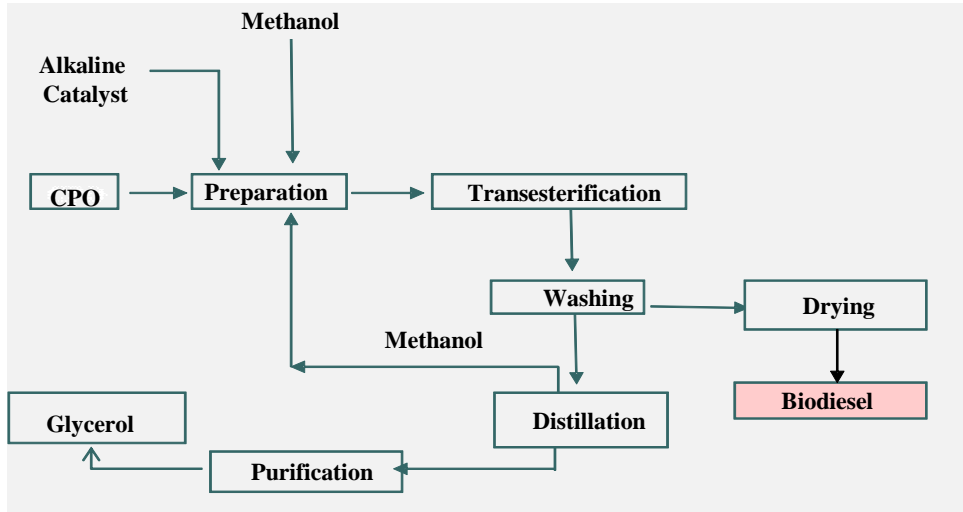 Methanol
Alkaline
Catalyst
CPO
Preparation
Transesterification
Washing
Drying
Methanol
Biodiesel
Distillation
Glycerol
Purification